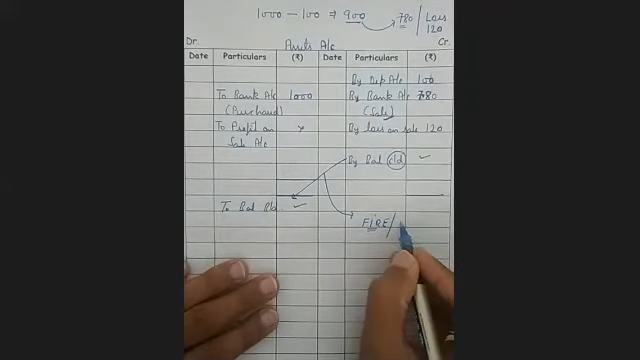 1000 - 100 ⇒ 900
780 / Loss
120
Dr. Assets A/c Cr.
Date Particulars (₹) Date Particulars (₹)
By Dep A/c 100
To Bank A/c 1000 By Bank A/c 780
(Purchased) (Sale)
To Profit on x By loss on sale 120
Sale A/c
By Bal c/d ✓
To Bal b/d ✓
FIRE/